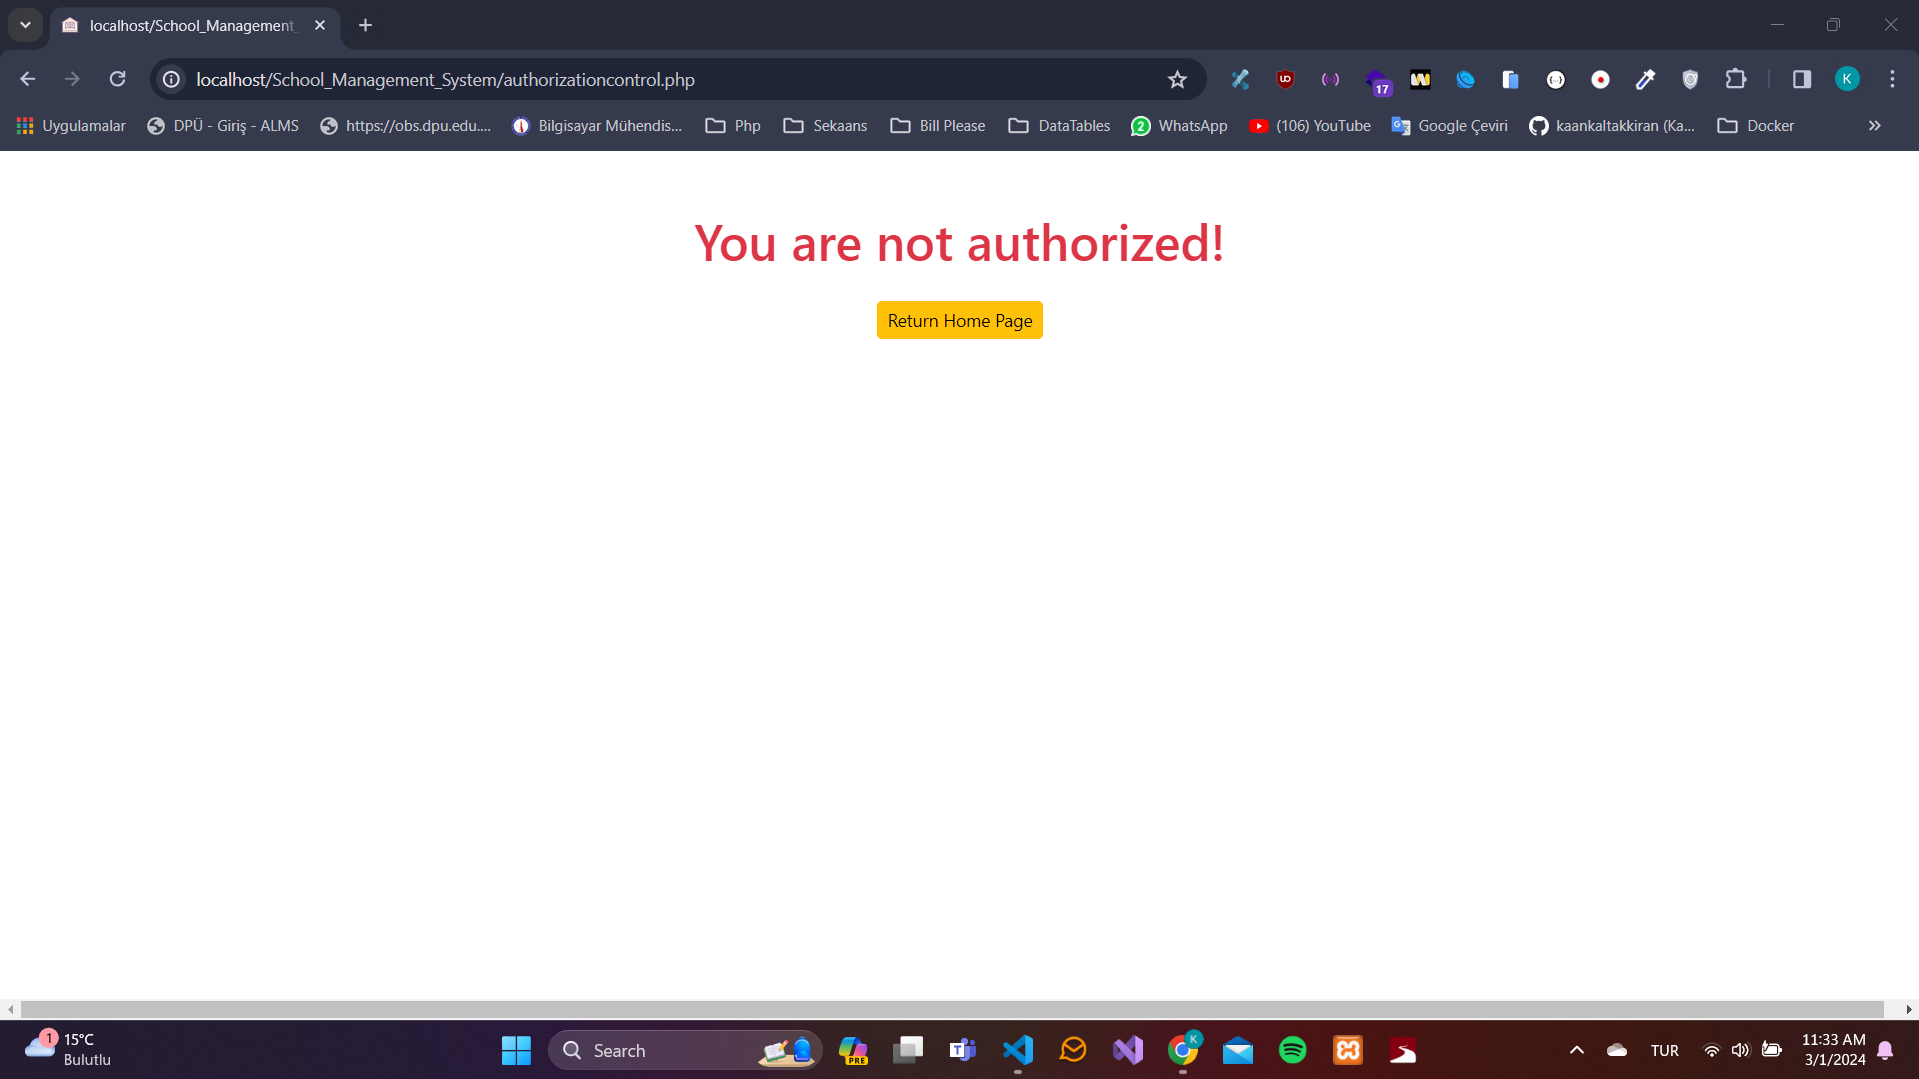 localhost/School_Management_
localhost/School_Management_System/authorizationcontrol.php
17
K
Uygulamalar
DPÜ - Giriş - ALMS
https://obs.dpu.edu....
Bilgisayar Mühendis...
Php
Sekaans
Bill Please
DataTables
2
WhatsApp
(106) YouTube
Google Çeviri
kaankaltakkiran (Ka...
Docker
You are not authorized!
Return Home Page
1
15°C
Bulutlu
Search
PRE
K
TUR
11:33 AM
3/1/2024